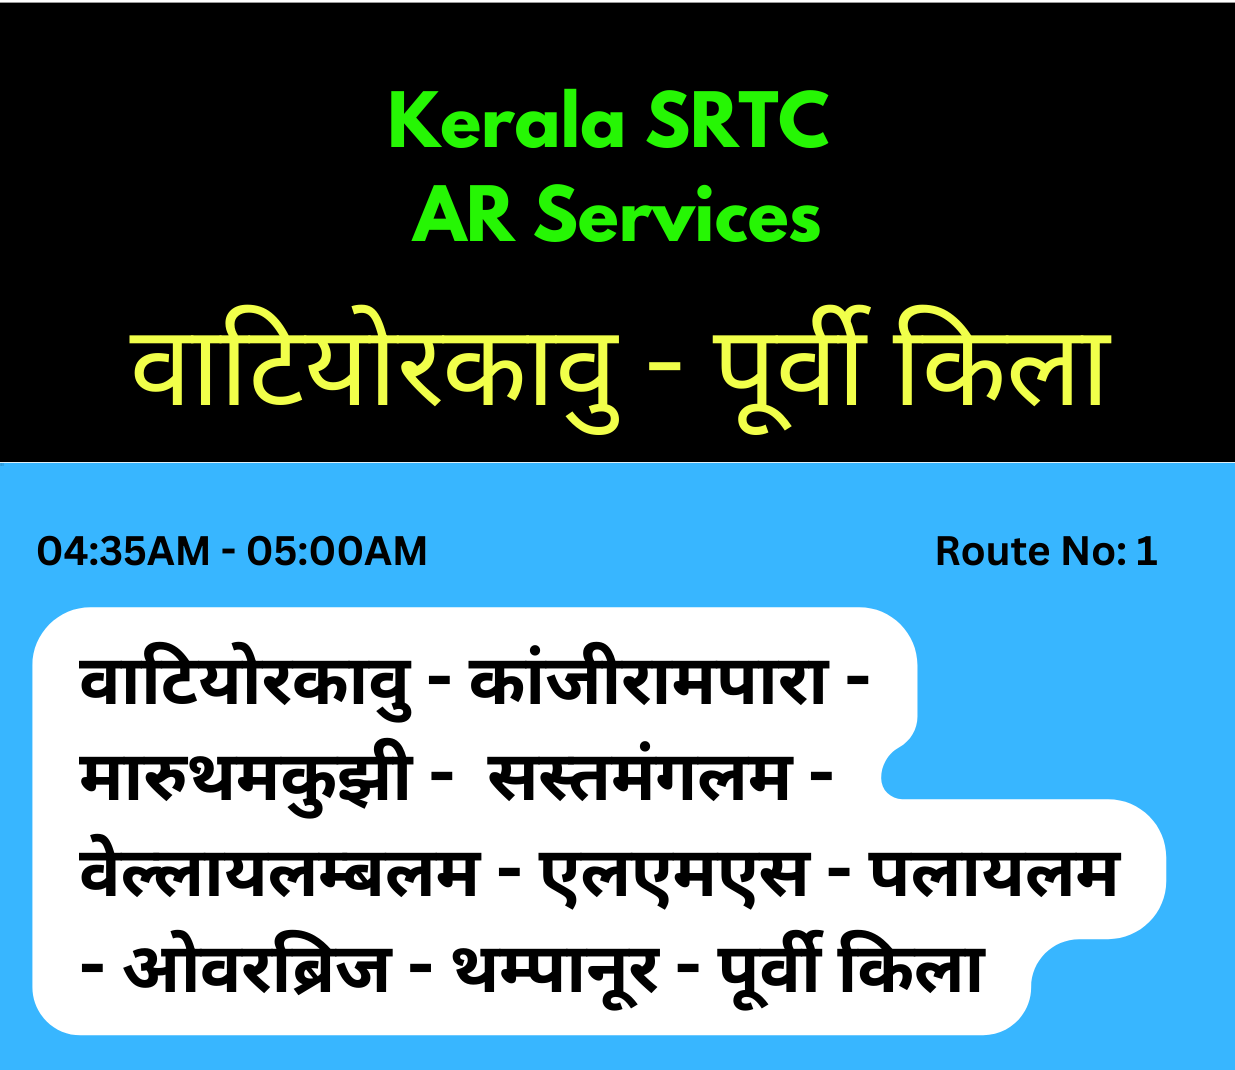 Kerala SRTC
AR Services
वाटियोरकावु - पूर्वी किला
04:35AM - 05:00AM
Route No: 1
वाटियोरकावु - कांजीरामपारा -
मारुथमकुझी - सस्तमंगलम -
वेल्लायलम्बलम - एलएमएस - पलायलम
- ओवरब्रिज - थम्पानूर - पूर्वी किला